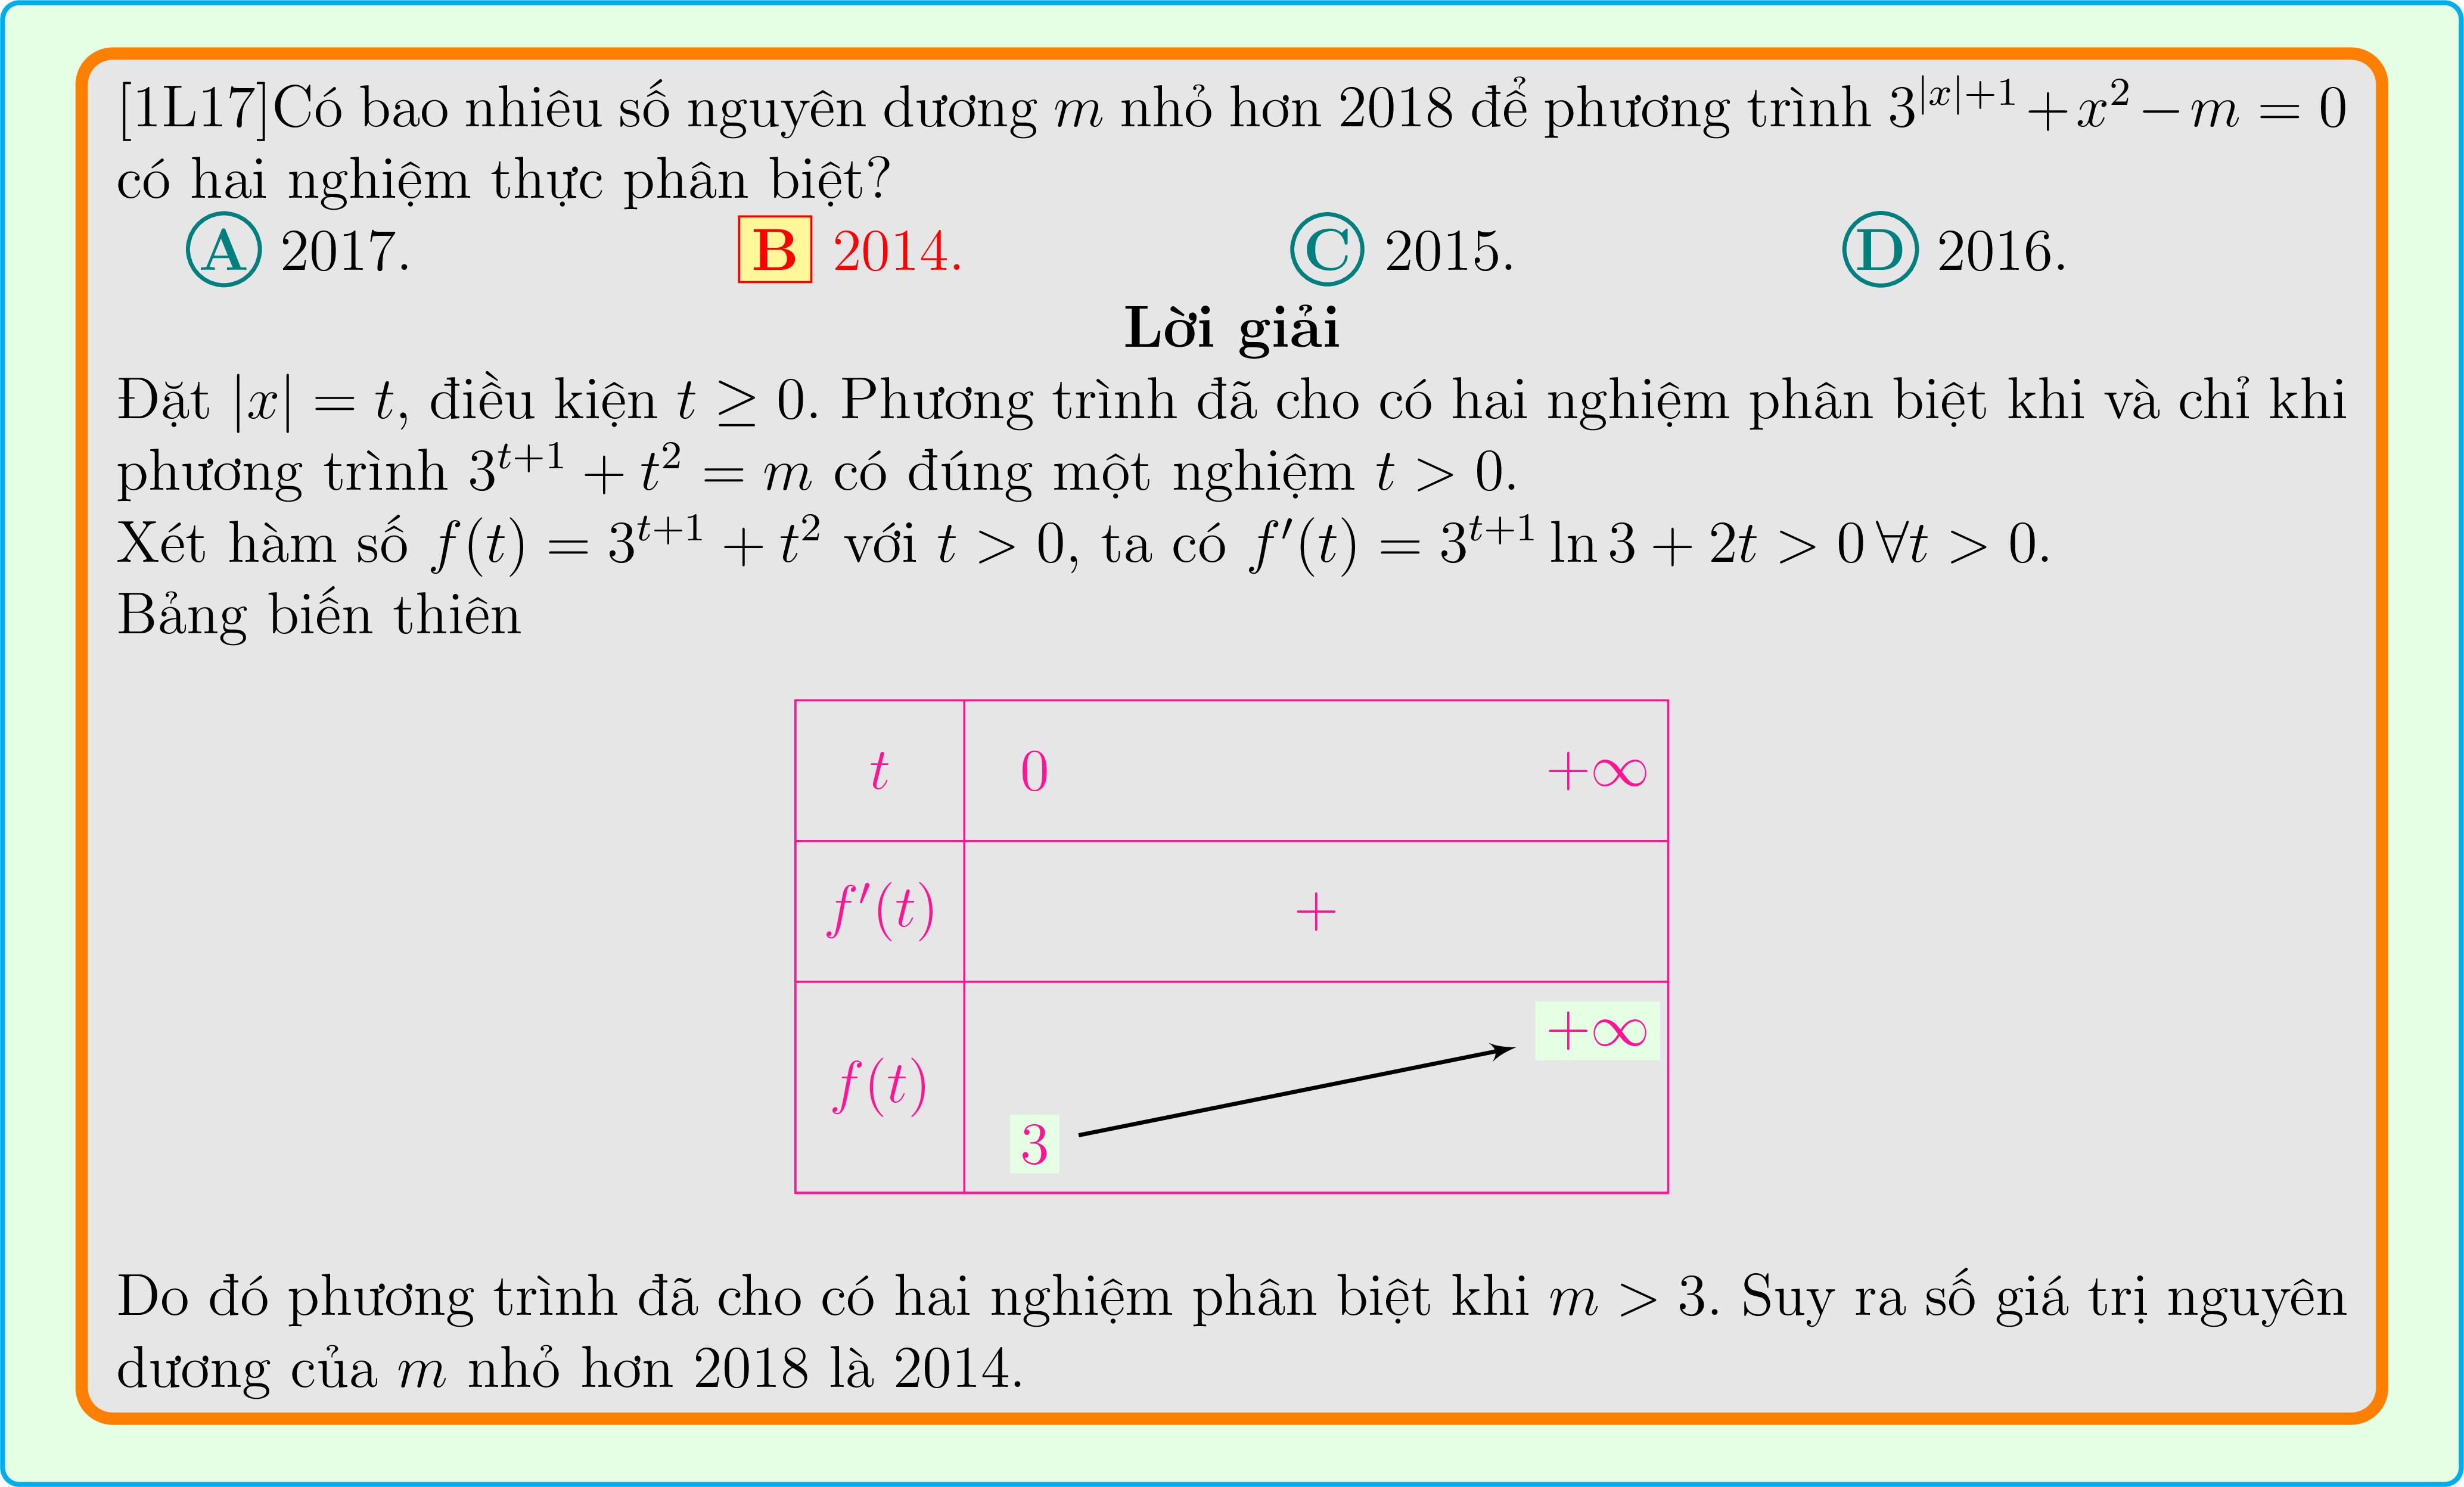 [1L17]Có bao nhiêu số nguyên dương m nhỏ hơn 2018 để phương trình 3^{|x|+1} + x^2 − m = 0
có hai nghiệm thực phân biệt?
A 2017. B 2014. C 2015. D 2016.
Lời giải
Đặt |x| = t, điều kiện t ≥ 0. Phương trình đã cho có hai nghiệm phân biệt khi và chỉ khi
phương trình 3^{t+1} + t^2 = m có đúng một nghiệm t > 0.
Xét hàm số f(t) = 3^{t+1} + t^2 với t > 0, ta có f′(t) = 3^{t+1} ln 3 + 2t > 0 ∀t > 0.
Bảng biến thiên
t 0 +∞
f′(t) +
f(t) 3 +∞
Do đó phương trình đã cho có hai nghiệm phân biệt khi m > 3. Suy ra số giá trị nguyên
dương của m nhỏ hơn 2018 là 2014.